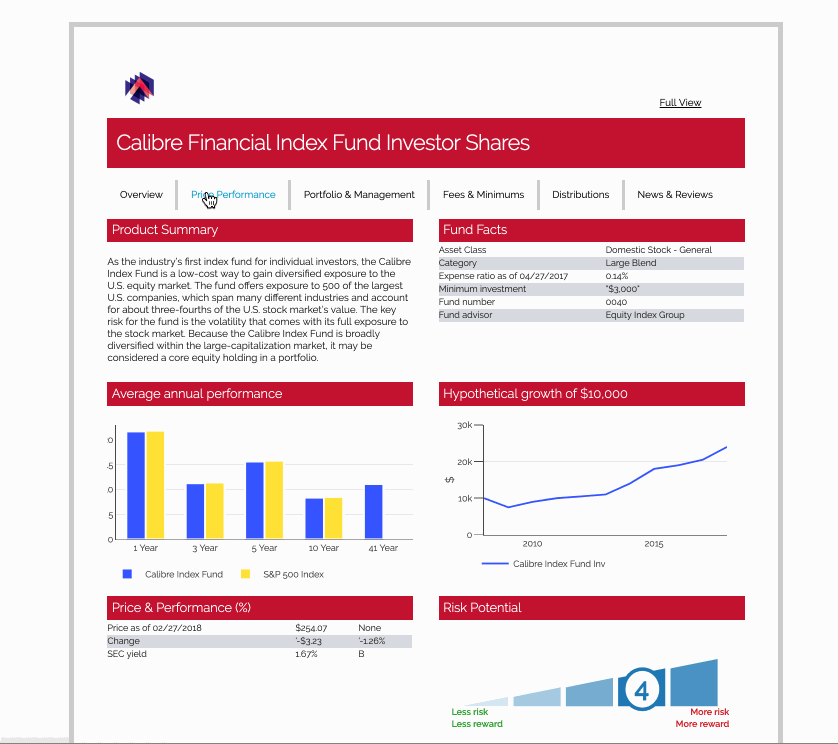 Full View
Calibre Financial Index Fund Investor Shares
Overview
Price Performance
Portfolio & Management
Fees & Minimums
Distributions
News & Reviews
Product Summary
As the industry's first index fund for individual investors, the Calibre
Index Fund is a low-cost way to gain diversified exposure to the
U.S. equity market. The fund offers exposure to 500 of the largest
U.S. companies, which span many different industries and account
for about three-fourths of the U.S. stock market's value. The key
risk for the fund is the volatility that comes with its full exposure to
the stock market. Because the Calibre Index Fund is broadly
diversified within the large-capitalization market, it may be
considered a core equity holding in a portfolio.
Fund Facts
Asset Class Domestic Stock - General
Category Large Blend
Expense ratio as of 04/27/2017 0.14%
Minimum investment "$3,000"
Fund number 0040
Fund advisor Equity Index Group
Average annual performance
5
0
1 Year 3 Year 5 Year 10 Year 41 Year
Calibre Index Fund S&P 500 Index
Hypothetical growth of $10,000
30k
20k
$
10k
0
2010 2015
Calibre Index Fund Inv
Price & Performance (%)
Price as of 02/27/2018 $254.07 None
Change '-$3.23 '-1.26%
SEC yield 1.67% B
Risk Potential
4
Less risk
Less reward
More risk
More reward